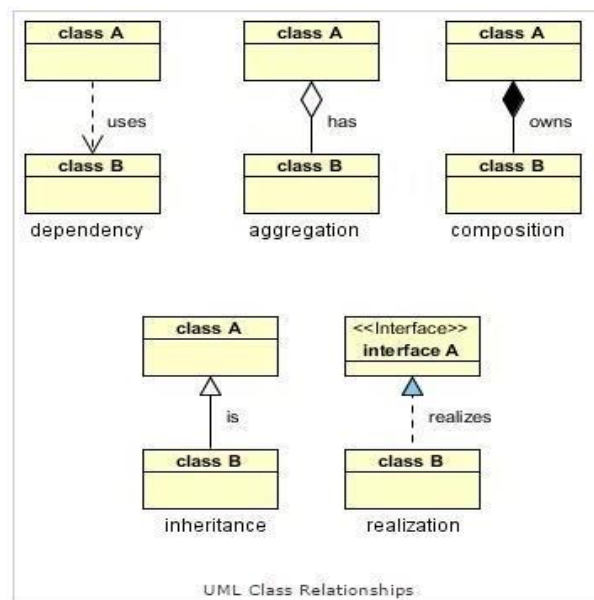 class A
uses
class B
dependency
class A
has
class B
aggregation
class A
owns
class B
composition
class A
is
class B
inheritance
<<Interface>>
interface A
realizes
class B
realization
UML Class Relationships